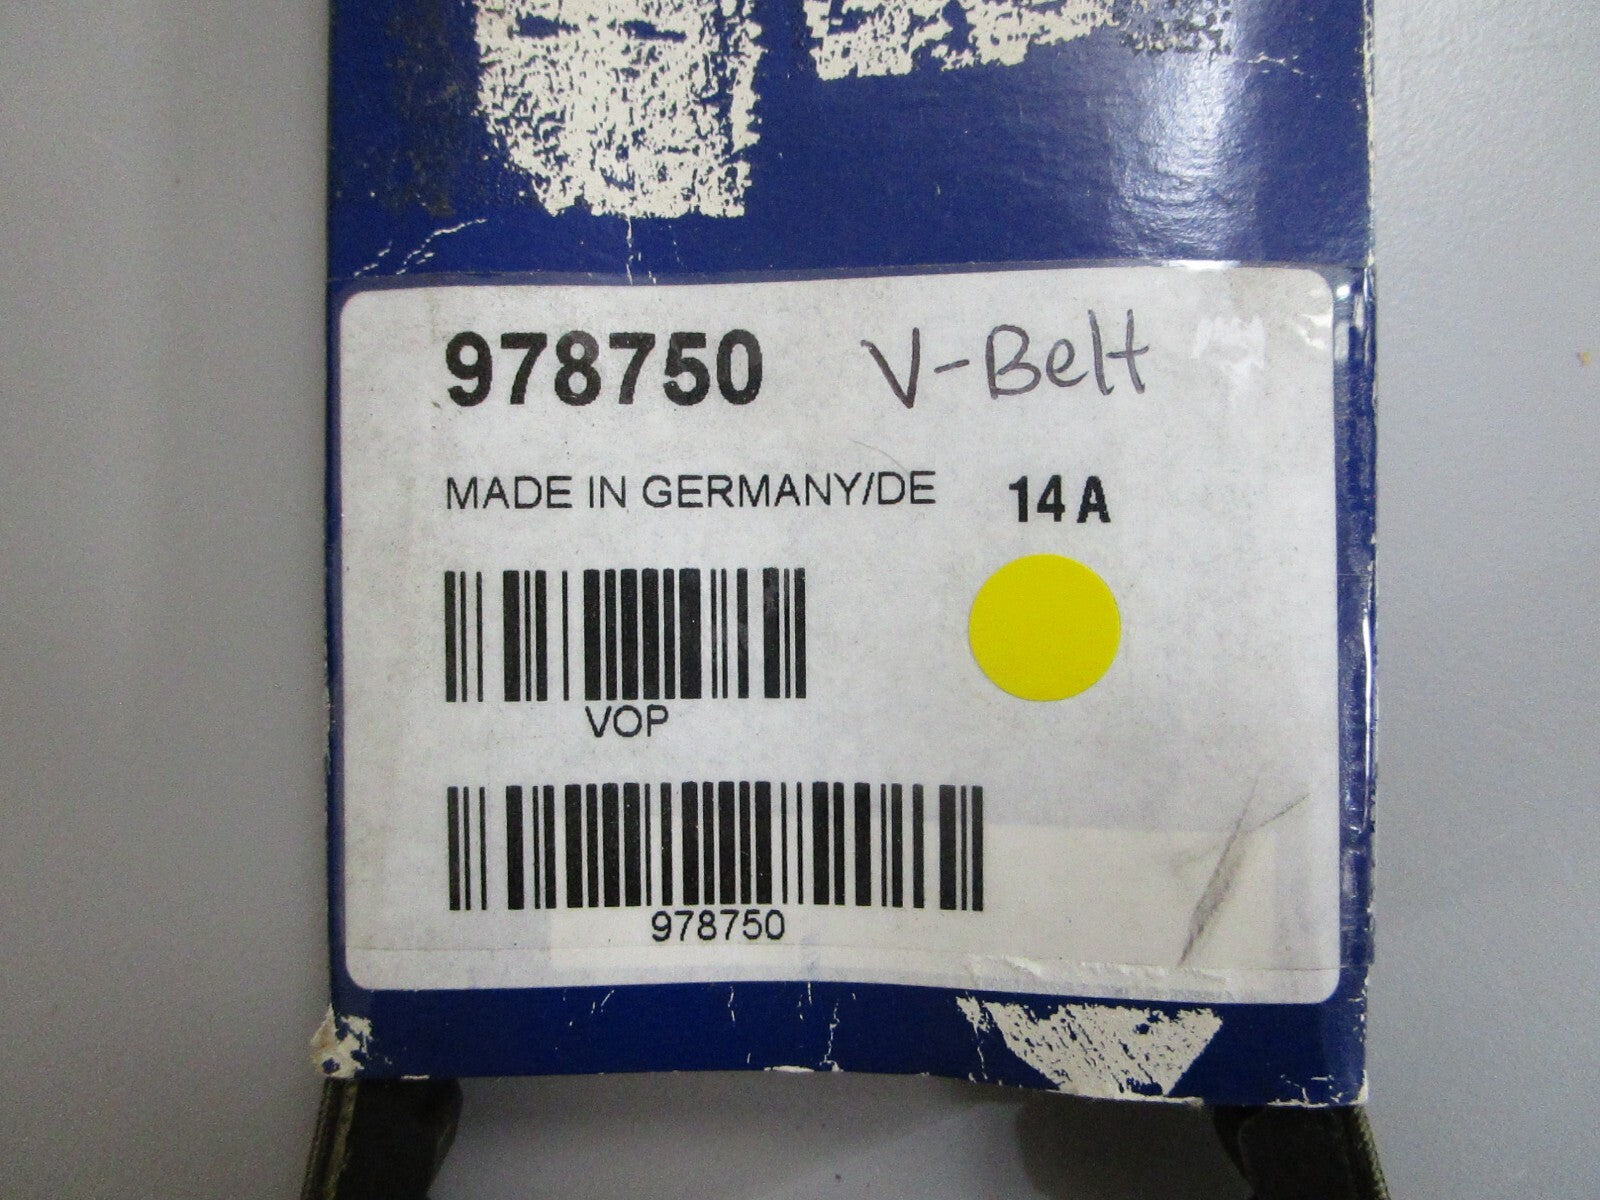 978750 V-Belt
MADE IN GERMANY/DE 14 A
VOP
978750